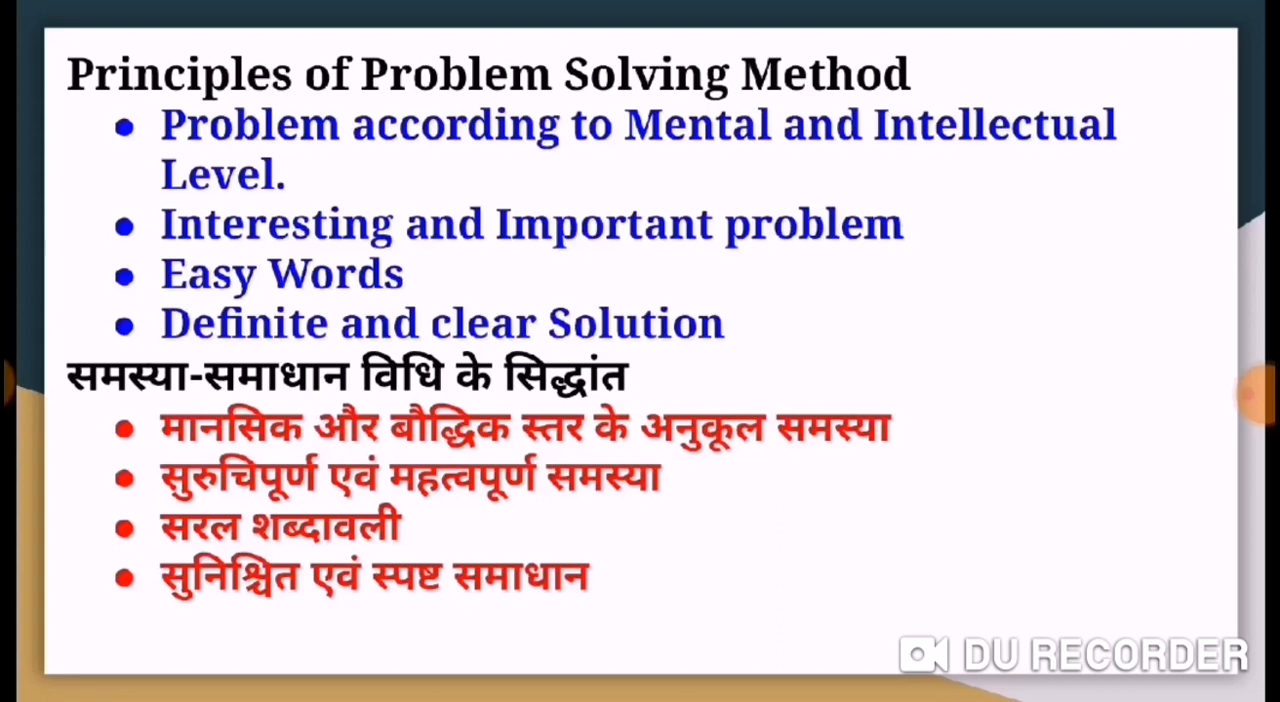 Principles of Problem Solving Method
● Problem according to Mental and Intellectual
Level.
● Interesting and Important problem
● Easy Words
● Definite and clear Solution
समस्या-समाधान विधि के सिद्धांत
● मानसिक और बौद्धिक स्तर के अनुकूल समस्या
● सुरुचिपूर्ण एवं महत्वपूर्ण समस्या
● सरल शब्दावली
● सुनिश्चित एवं स्पष्ट समाधान
DU RECORDER